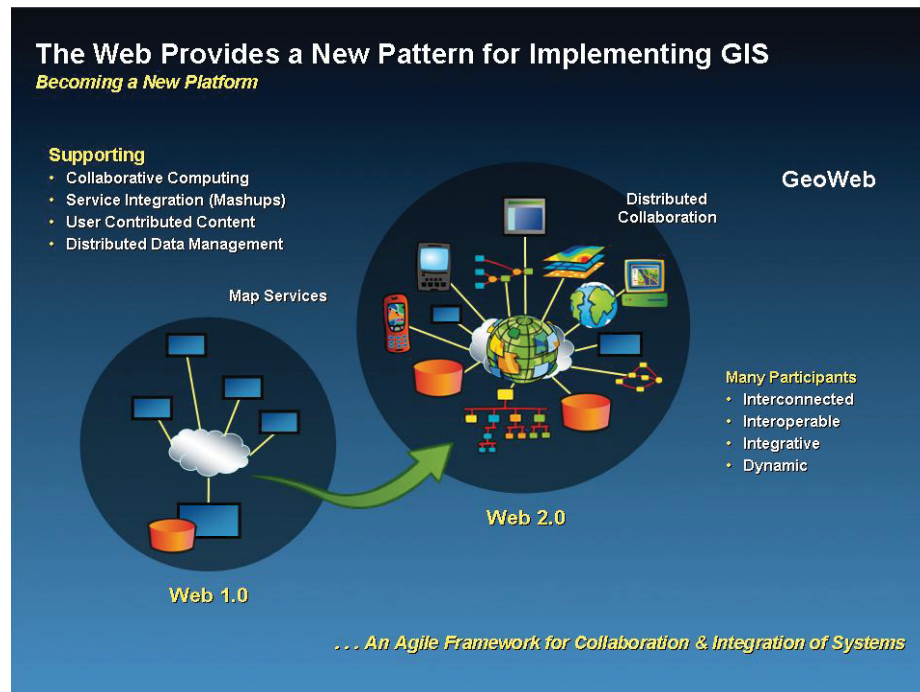 The Web Provides a New Pattern for Implementing GIS
Becoming a New Platform
Supporting
• Collaborative Computing
• Service Integration (Mashups)
• User Contributed Content
• Distributed Data Management
GeoWeb
Distributed
Collaboration
Map Services
Many Participants
• Interconnected
• Interoperable
• Integrative
• Dynamic
Web 2.0
Web 1.0
. . . An Agile Framework for Collaboration & Integration of Systems